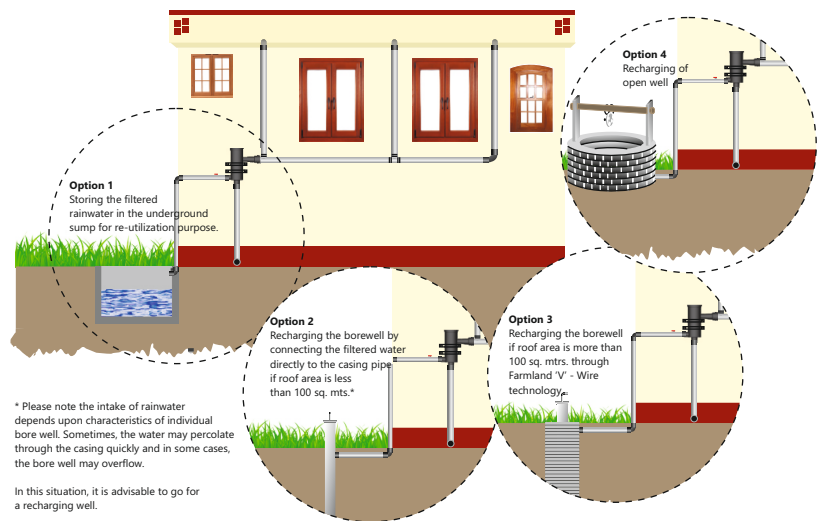 Option 1
Storing the filtered
rainwater in the underground
sump for re-utilization purpose.
Option 2
Recharging the borewell by
connecting the filtered water
directly to the casing pipe
if roof area is less
than 100 sq. mts.*
Option 3
Recharging the borewell
if roof area is more than
100 sq. mtrs. through
Farmland 'V' - Wire
technology.
Option 4
Recharging of
open well
* Please note the intake of rainwater
depends upon characteristics of individual
bore well. Sometimes, the water may percolate
through the casing quickly and in some cases,
the bore well may overflow.
In this situation, it is advisable to go for
a recharging well.